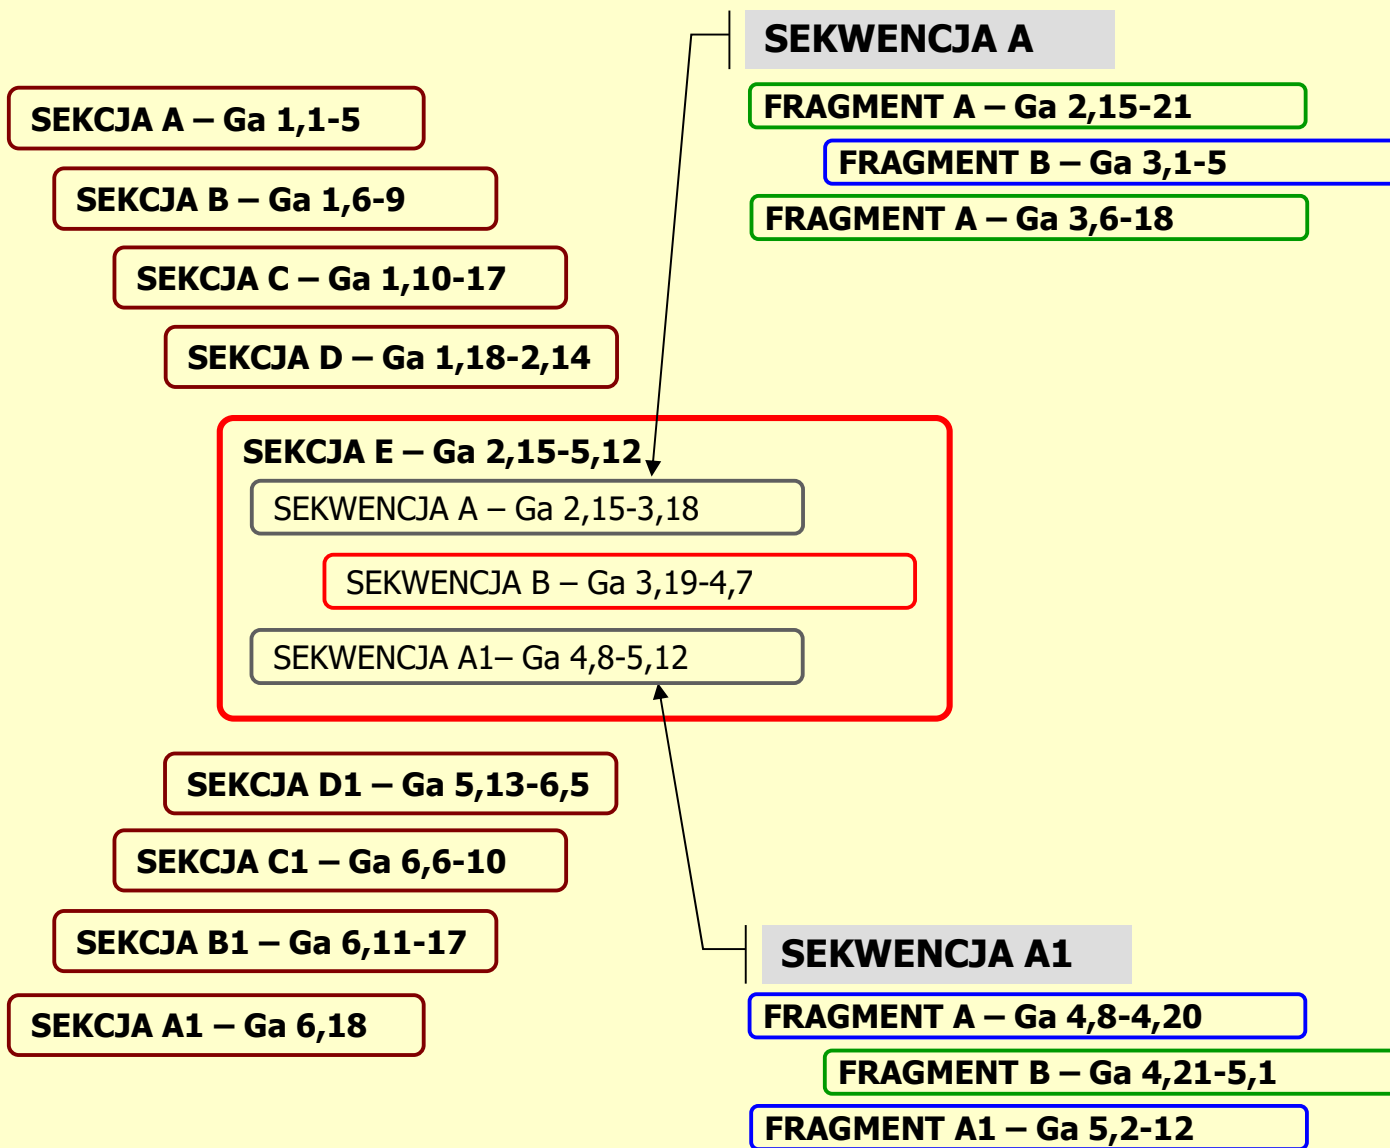 SEKWENCJA A
FRAGMENT A – Ga 2,15-21
FRAGMENT B – Ga 3,1-5
FRAGMENT A – Ga 3,6-18
SEKCJA A – Ga 1,1-5
SEKCJA B – Ga 1,6-9
SEKCJA C – Ga 1,10-17
SEKCJA D – Ga 1,18-2,14
SEKCJA E – Ga 2,15-5,12
SEKWENCJA A – Ga 2,15-3,18
SEKWENCJA B – Ga 3,19-4,7
SEKWENCJA A1– Ga 4,8-5,12
SEKCJA D1 – Ga 5,13-6,5
SEKCJA C1 – Ga 6,6-10
SEKCJA B1 – Ga 6,11-17
SEKCJA A1 – Ga 6,18
SEKWENCJA A1
FRAGMENT A – Ga 4,8-4,20
FRAGMENT B – Ga 4,21-5,1
FRAGMENT A1 – Ga 5,2-12